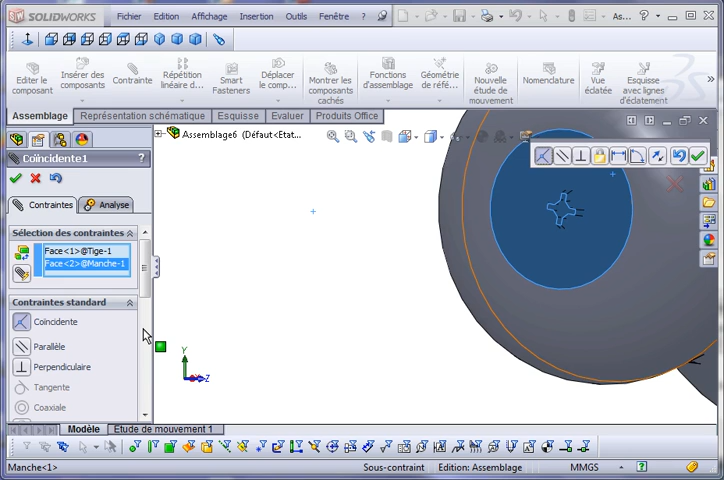 SOLIDWORKS Fichier Edition Affichage Insertion Outils Fenêtre ? As... ?
Editer le composant
Insérer des composants
Contrainte
Répétition linéaire d...
Smart Fasteners
Déplacer le comp...
Montrer les composants cachés
Fonctions d'assemblage
Géométrie de réfé...
Nouvelle étude de mouvement
Nomenclature
Vue éclatée
Esquisse avec lignes d'éclatement
Assemblage Représentation schématique Esquisse Evaluer Produits Office
Assemblage6 (Défaut<Etat...
Coïncidente1 ?
Contraintes Analyse
Sélection des contraintes
Face<1>@Tige-1
Face<2>@Manche-1
Contraintes standard
Coïncidente
Parallèle
Perpendiculaire
Tangente
Coaxiale
Y
Z
Modèle Etude de mouvement 1
Manche<1> Sous-contraint Edition: Assemblage MMGS